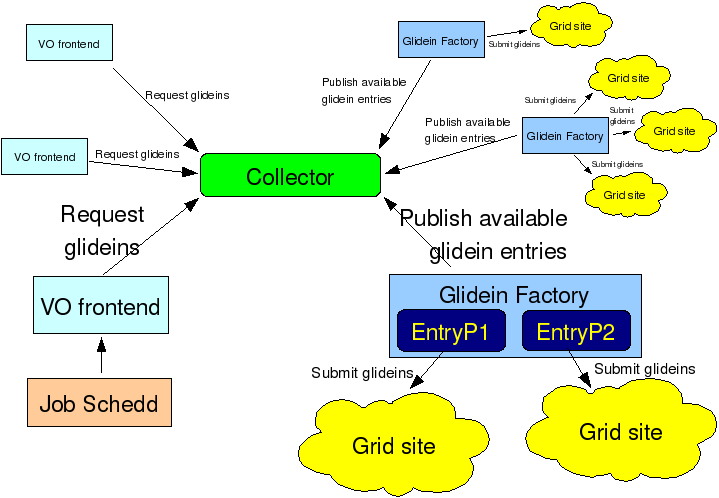 VO frontend
Glidein Factory
Submit glideins
Grid site
Request glideins
Publish available
glidein entries
Grid site
Submit glideins
Submit
glideins
Grid site
Publish available
glidein entries
Glidein Factory
Submit glideins
Grid site
VO frontend
Request glideins
Collector
Request
glideins
Publish available
glidein entries
VO frontend
Glidein Factory
EntryP1
EntryP2
Submit glideins
Submit glideins
Job Schedd
Grid site
Grid site